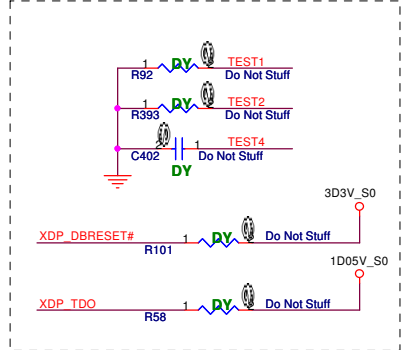 1 DY TEST1
R92 Do Not Stuff
1 DY TEST2
R393 Do Not Stuff
1 TEST4
C402 Do Not Stuff
DY
3D3V_S0
XDP_DBRESET# 1 DY Do Not Stuff
R101
1D05V_S0
XDP_TDO 1 DY Do Not Stuff
R58